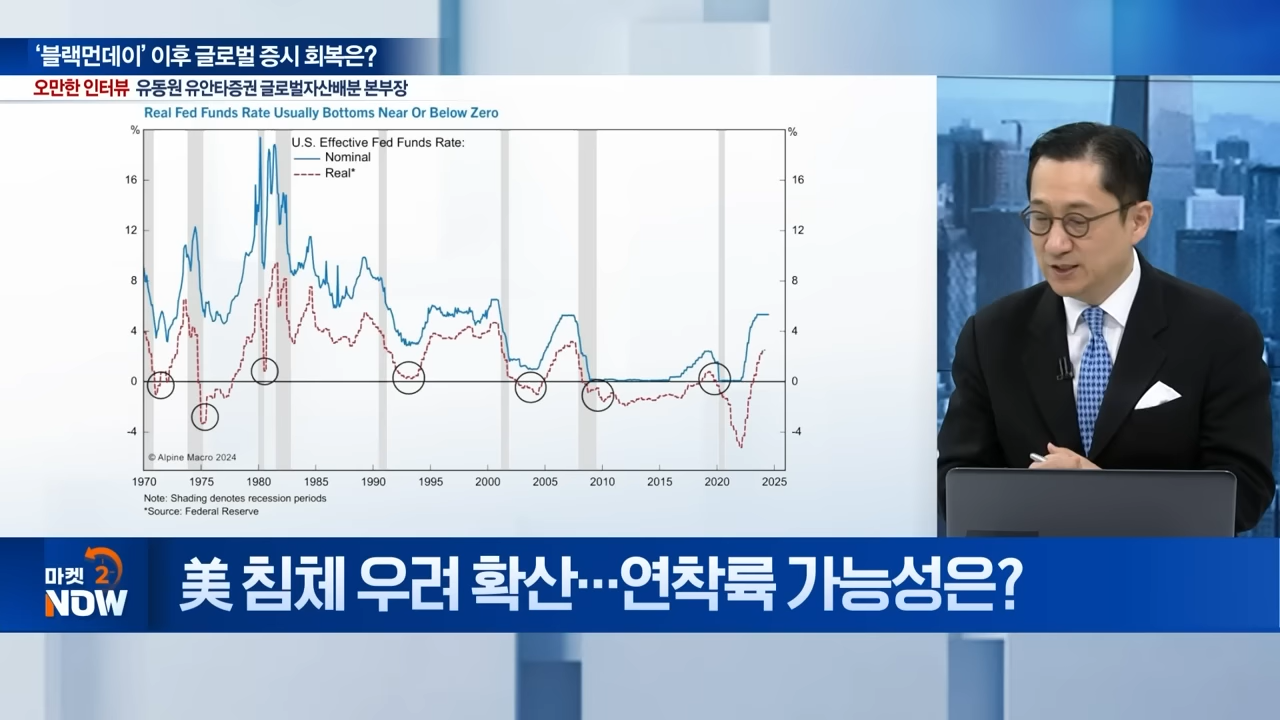 ‘블랙먼데이’ 이후 글로벌 증시 회복은?
오만한 인터뷰 유동원 유안타증권 글로벌자산배분 본부장
Real Fed Funds Rate Usually Bottoms Near Or Below Zero
% %
U.S. Effective Fed Funds Rate:
Nominal
Real*
16 16
12 12
8 8
4 4
0 0
-4 -4
© Alpine Macro 2024
1970 1975 1980 1985 1990 1995 2000 2005 2010 2015 2020 2025
Note: Shading denotes recession periods
*Source: Federal Reserve
마켓 2
NOW
美 침체 우려 확산…연착륙 가능성은?